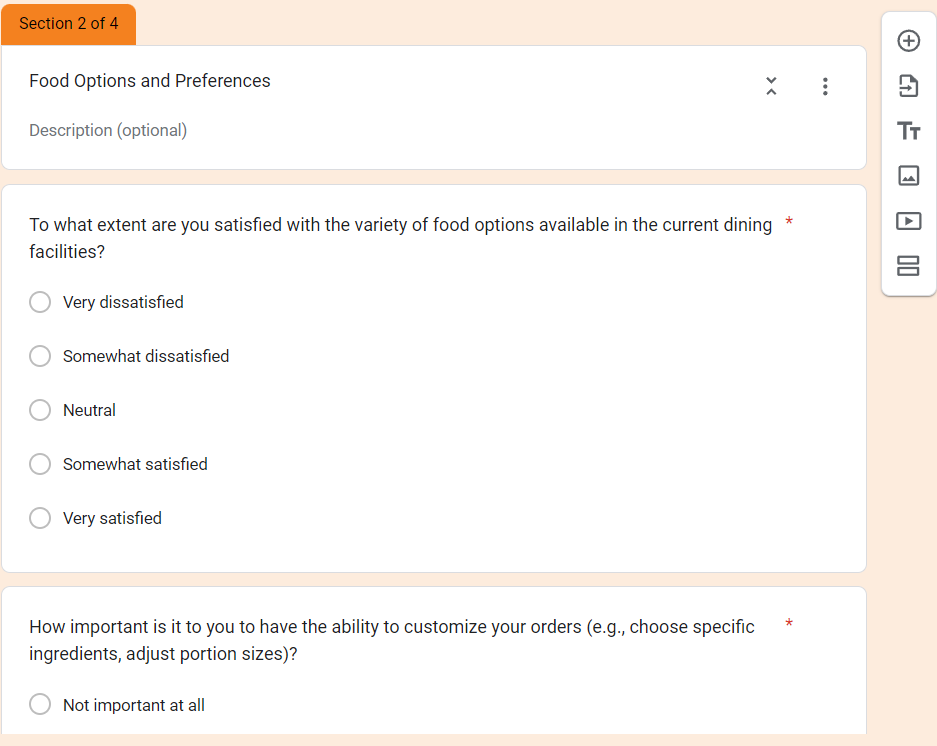 Section 2 of 4
Food Options and Preferences
Description (optional)
To what extent are you satisfied with the variety of food options available in the current dining *
facilities?
Very dissatisfied
Somewhat dissatisfied
Neutral
Somewhat satisfied
Very satisfied
How important is it to you to have the ability to customize your orders (e.g., choose specific *
ingredients, adjust portion sizes)?
Not important at all